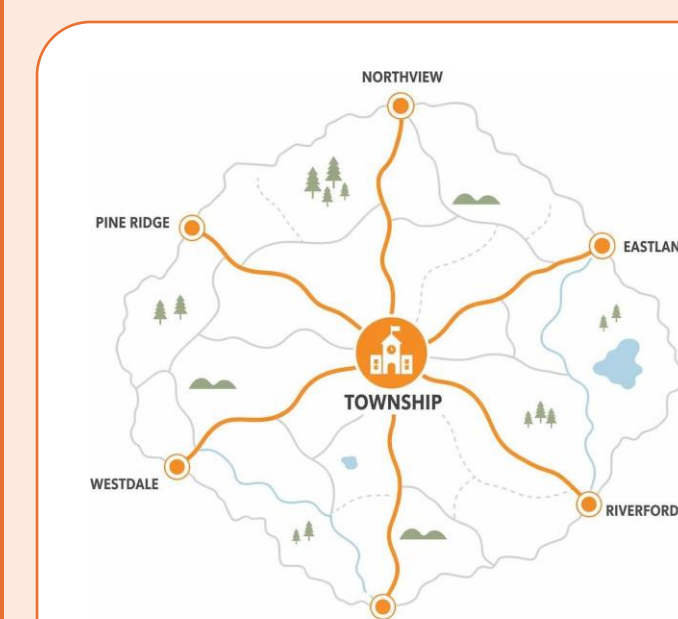 NORTHVIEW
PINE RIDGE
EASTLAN
TOWNSHIP
WESTDALE
RIVERFORD